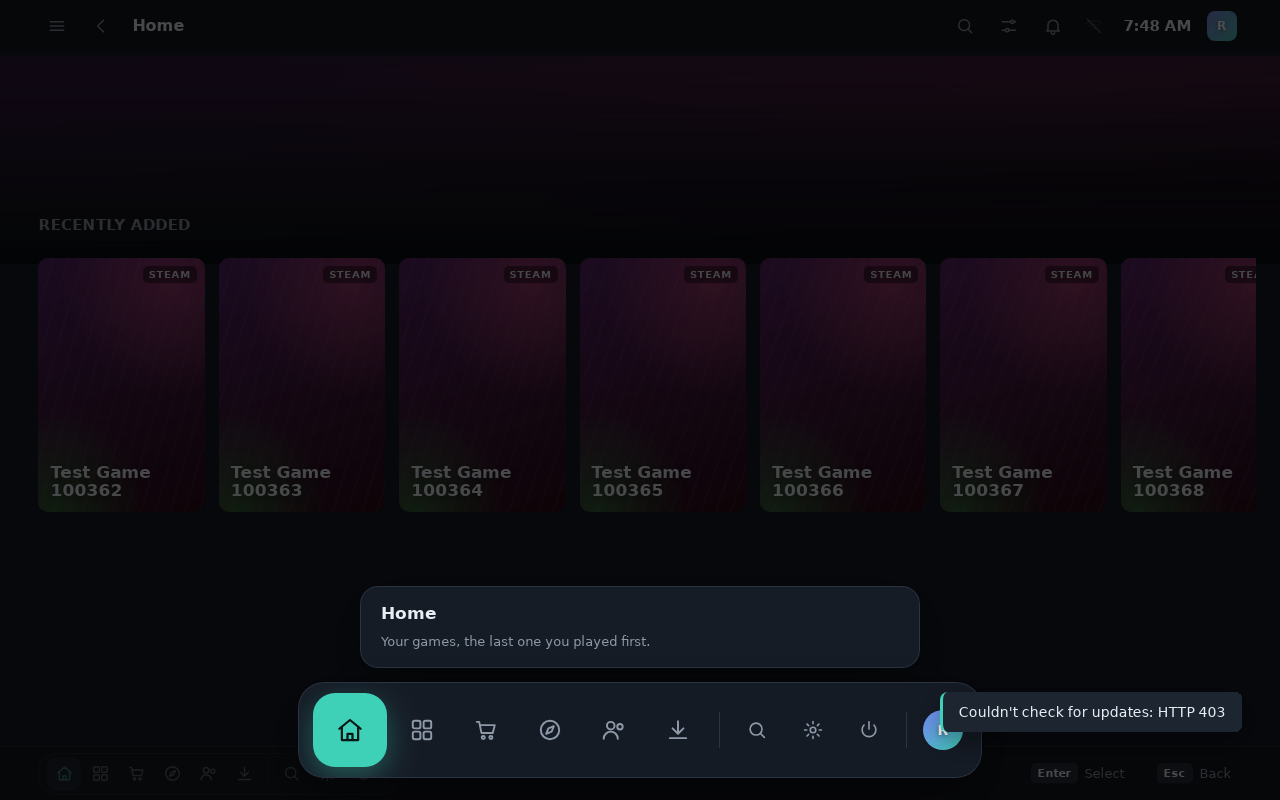 Home
7:48 AM
R
RECENTLY ADDED
STEAM
STEAM
STEAM
STEAM
STEAM
STEAM
STEA
Test Game
100362
Test Game
100363
Test Game
100364
Test Game
100365
Test Game
100366
Test Game
100367
Test Game
100368
Home
Your games, the last one you played first.
Couldn't check for updates: HTTP 403
Enter Select
Esc Back